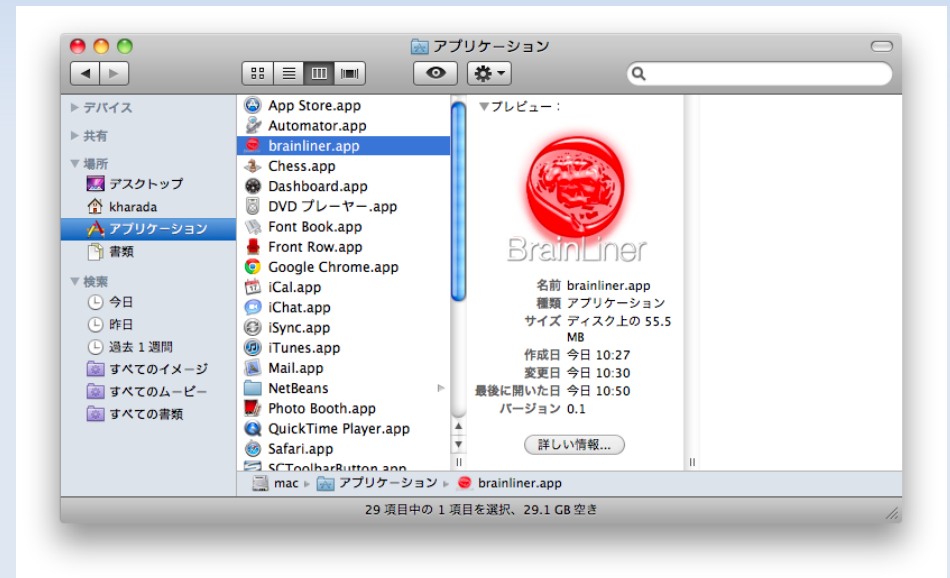 アプリケーション
デバイス
共有
場所
デスクトップ
kharada
アプリケーション
書類
検索
今日
昨日
過去 1 週間
すべてのイメージ
すべてのムービー
すべての書類
App Store.app
Automator.app
brainliner.app
Chess.app
Dashboard.app
DVD プレーヤー.app
Font Book.app
Front Row.app
Google Chrome.app
iCal.app
iChat.app
iSync.app
iTunes.app
Mail.app
NetBeans
Photo Booth.app
QuickTime Player.app
Safari.app
SCToolbarButton.app
プレビュー：
BrainLiner
名前 brainliner.app
種類 アプリケーション
サイズ ディスク上の 55.5
MB
作成日 今日 10:27
変更日 今日 10:30
最後に開いた日 今日 10:50
バージョン 0.1
詳しい情報...
mac ▸ アプリケーション ▸ brainliner.app
29 項目中の 1 項目を選択、29.1 GB 空き